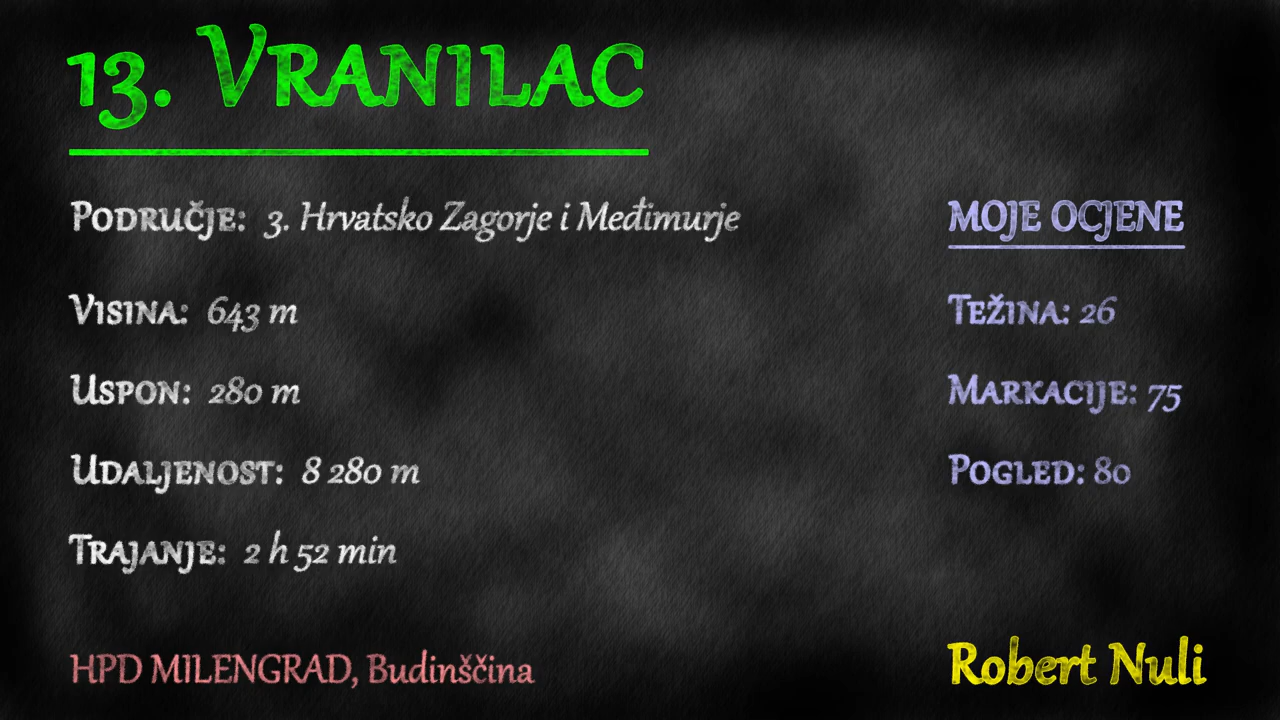 13. VRANILAC
PODRUČJE: 3. Hrvatsko Zagorje i Međimurje
VISINA: 643 m
USPON: 280 m
UDALJENOST: 8 280 m
TRAJANJE: 2 h 52 min
MOJE OCJENE
TEŽINA: 26
MARKACIJE: 75
POGLED: 80
HPD MILENGRAD, Budinščina
Robert Nuli